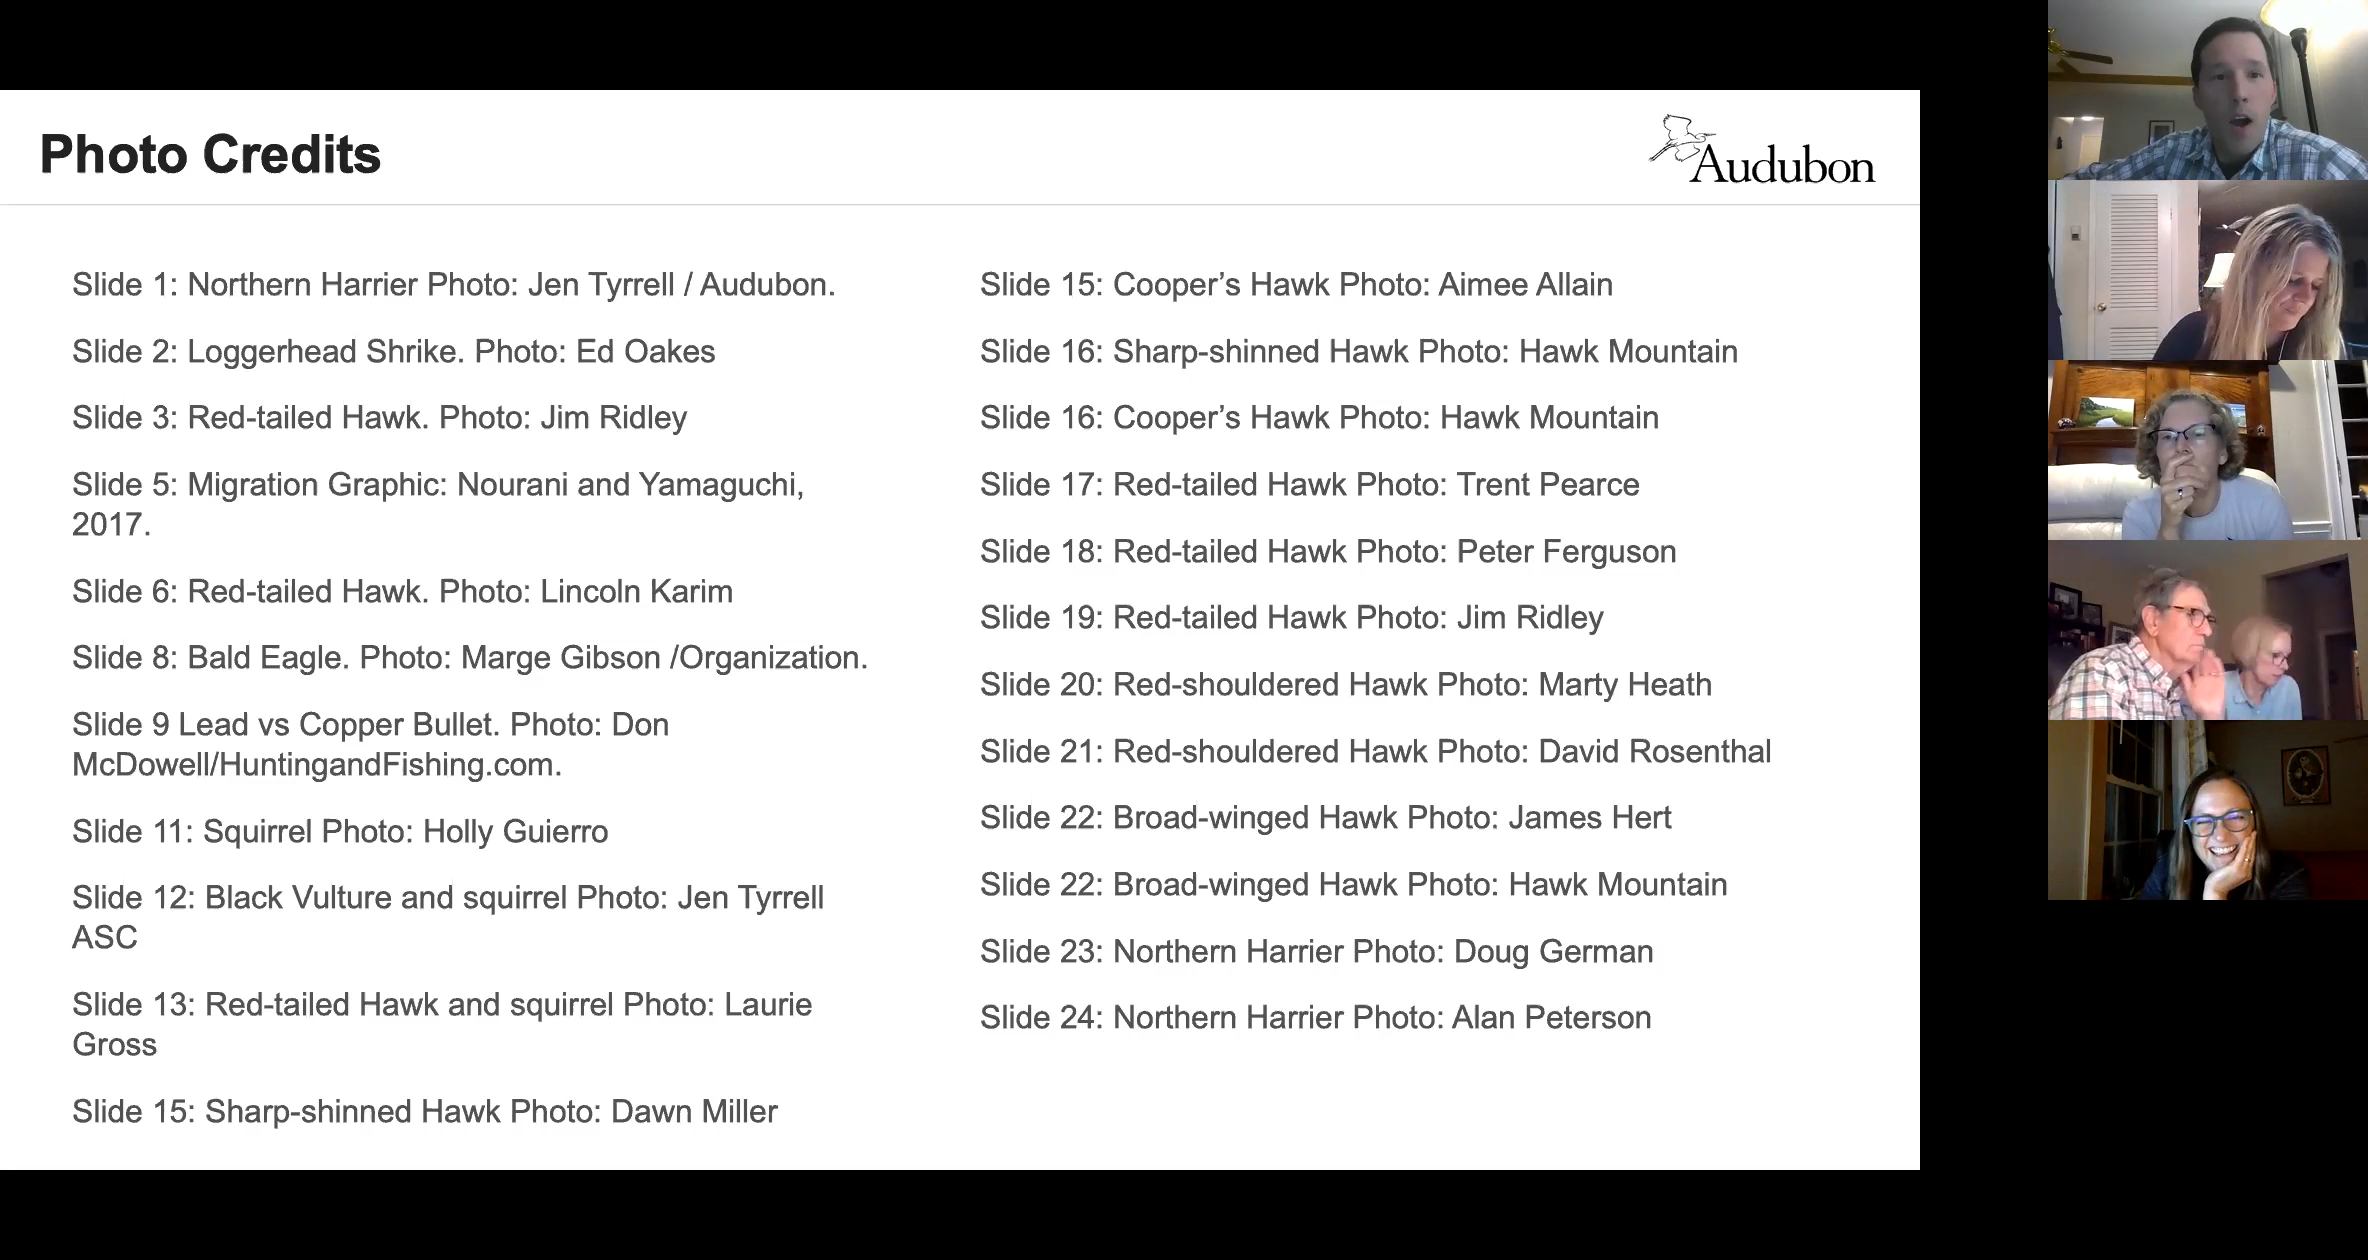 Photo Credits
Audubon
Slide 1: Northern Harrier Photo: Jen Tyrrell / Audubon.
Slide 2: Loggerhead Shrike. Photo: Ed Oakes
Slide 3: Red-tailed Hawk. Photo: Jim Ridley
Slide 5: Migration Graphic: Nourani and Yamaguchi,
2017.
Slide 6: Red-tailed Hawk. Photo: Lincoln Karim
Slide 8: Bald Eagle. Photo: Marge Gibson /Organization.
Slide 9 Lead vs Copper Bullet. Photo: Don
McDowell/HuntingandFishing.com.
Slide 11: Squirrel Photo: Holly Guierro
Slide 12: Black Vulture and squirrel Photo: Jen Tyrrell
ASC
Slide 13: Red-tailed Hawk and squirrel Photo: Laurie
Gross
Slide 15: Sharp-shinned Hawk Photo: Dawn Miller
Slide 15: Cooper’s Hawk Photo: Aimee Allain
Slide 16: Sharp-shinned Hawk Photo: Hawk Mountain
Slide 16: Cooper’s Hawk Photo: Hawk Mountain
Slide 17: Red-tailed Hawk Photo: Trent Pearce
Slide 18: Red-tailed Hawk Photo: Peter Ferguson
Slide 19: Red-tailed Hawk Photo: Jim Ridley
Slide 20: Red-shouldered Hawk Photo: Marty Heath
Slide 21: Red-shouldered Hawk Photo: David Rosenthal
Slide 22: Broad-winged Hawk Photo: James Hert
Slide 22: Broad-winged Hawk Photo: Hawk Mountain
Slide 23: Northern Harrier Photo: Doug German
Slide 24: Northern Harrier Photo: Alan Peterson